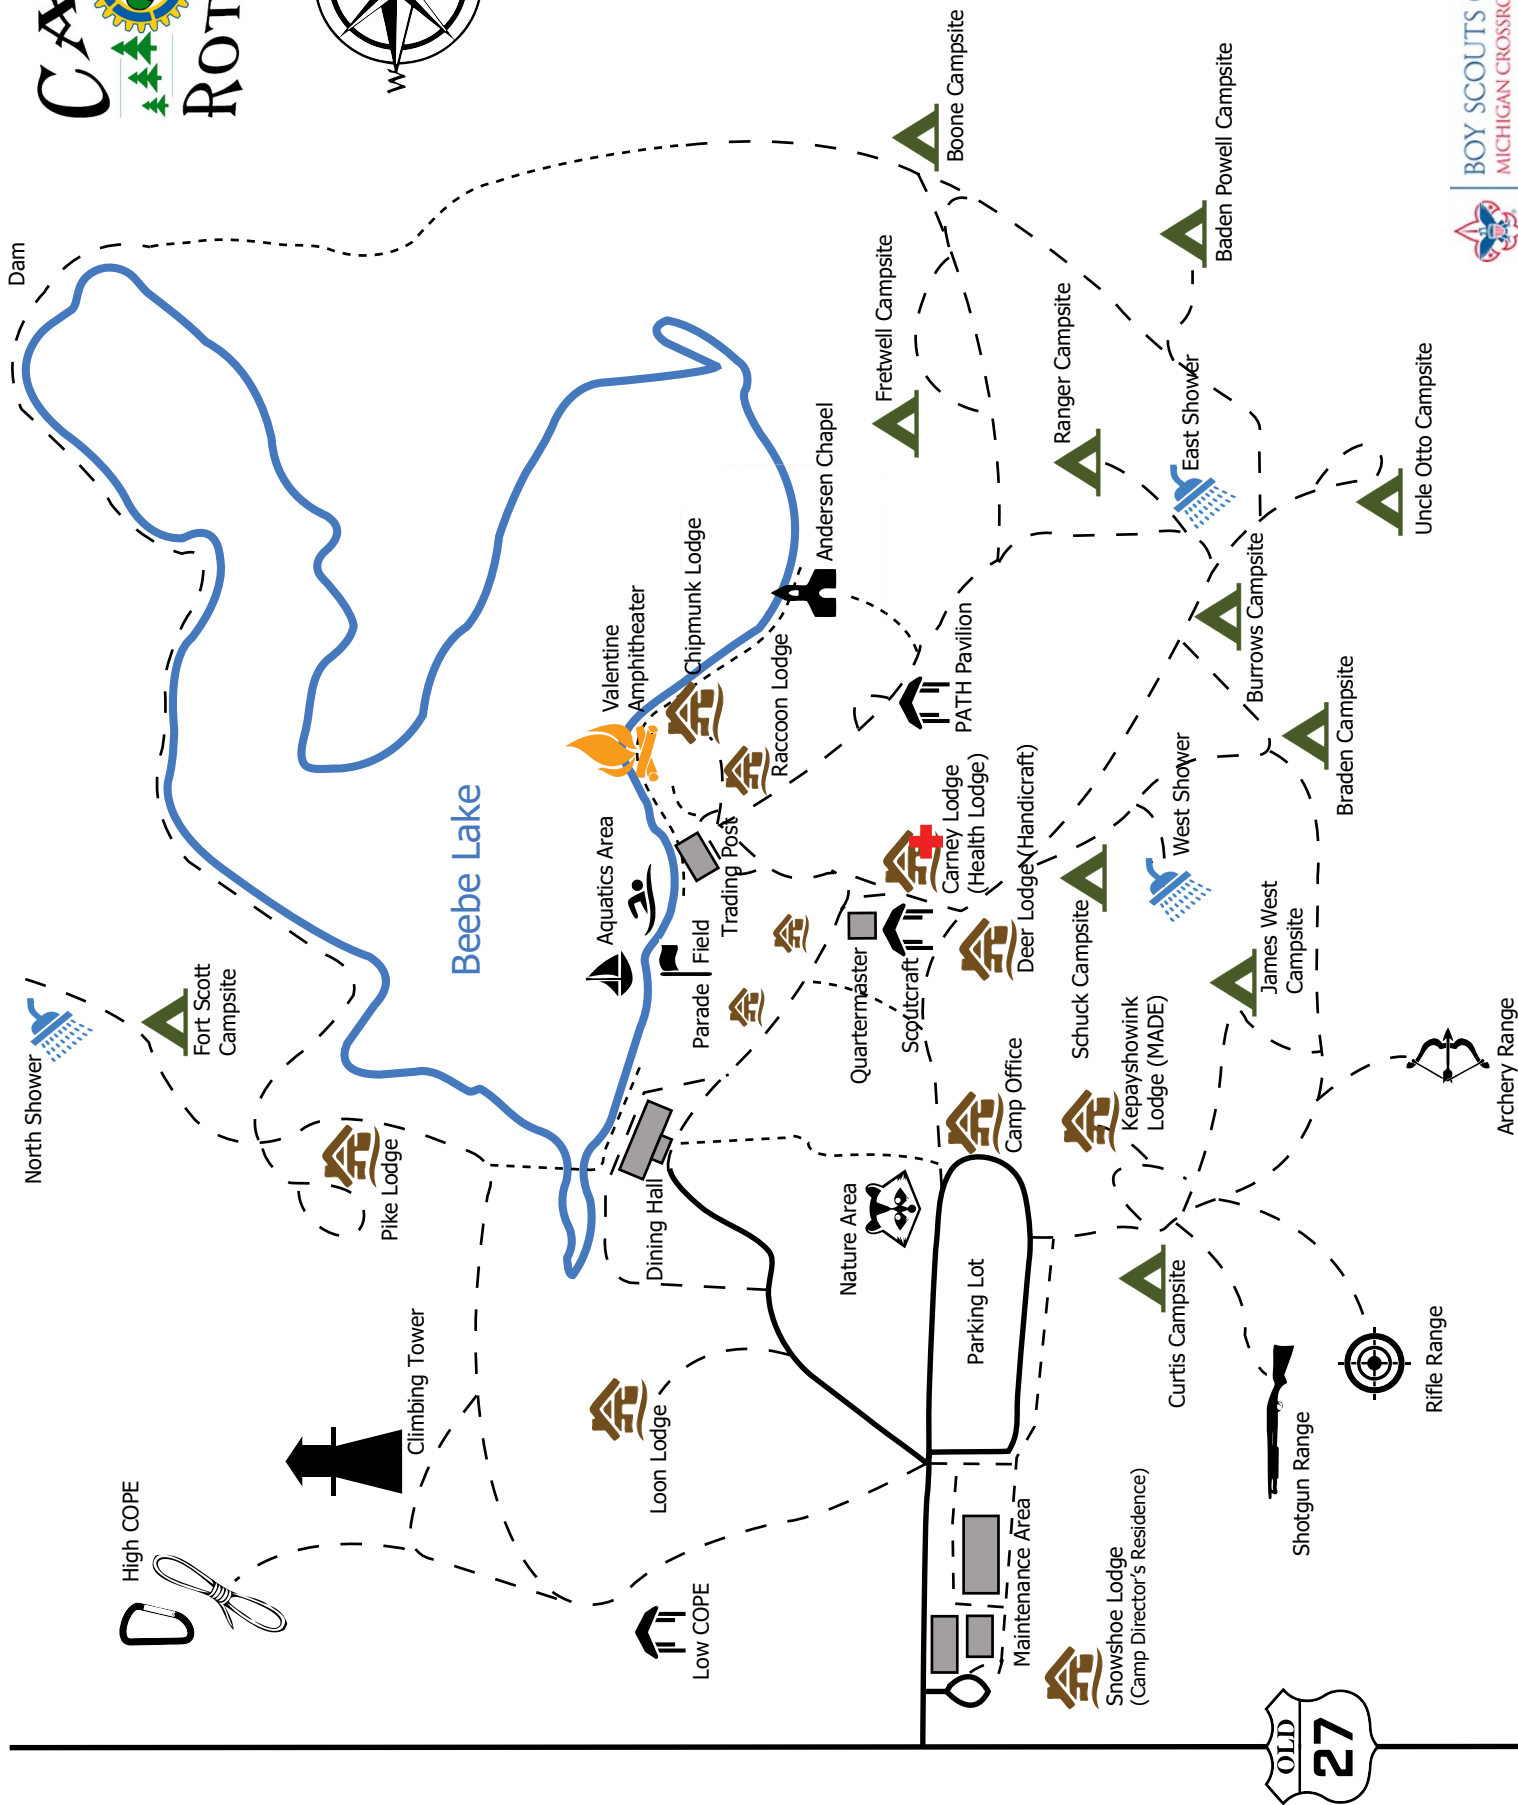 CA
ROT
W
BOY SCOUTS
MICHIGAN CROSSRO
Dam
Boone Campsite
Baden Powell Campsite
Fretwell Campsite
Ranger Campsite
East Shower
Uncle Otto Campsite
Andersen Chapel
Chipmunk Lodge
Valentine
Amphitheater
Raccoon Lodge
PATH Pavilion
Burrows Campsite
Braden Campsite
Beebe Lake
Aquatics Area
Trading Post
Parade Field
Carney Lodge
(Health Lodge)
Deer Lodge (Handicraft)
West Shower
Quartermaster
Scoutcraft
Schuck Campsite
James West
Campsite
North Shower
Fort Scott
Campsite
Pike Lodge
Dining Hall
Nature Area
Camp Office
Kepayshowink
Lodge (MADE)
Archery Range
Parking Lot
Curtis Campsite
Climbing Tower
Loon Lodge
Rifle Range
Shotgun Range
High COPE
Low COPE
Maintenance Area
Snowshoe Lodge
(Camp Director's Residence)
OLD
27